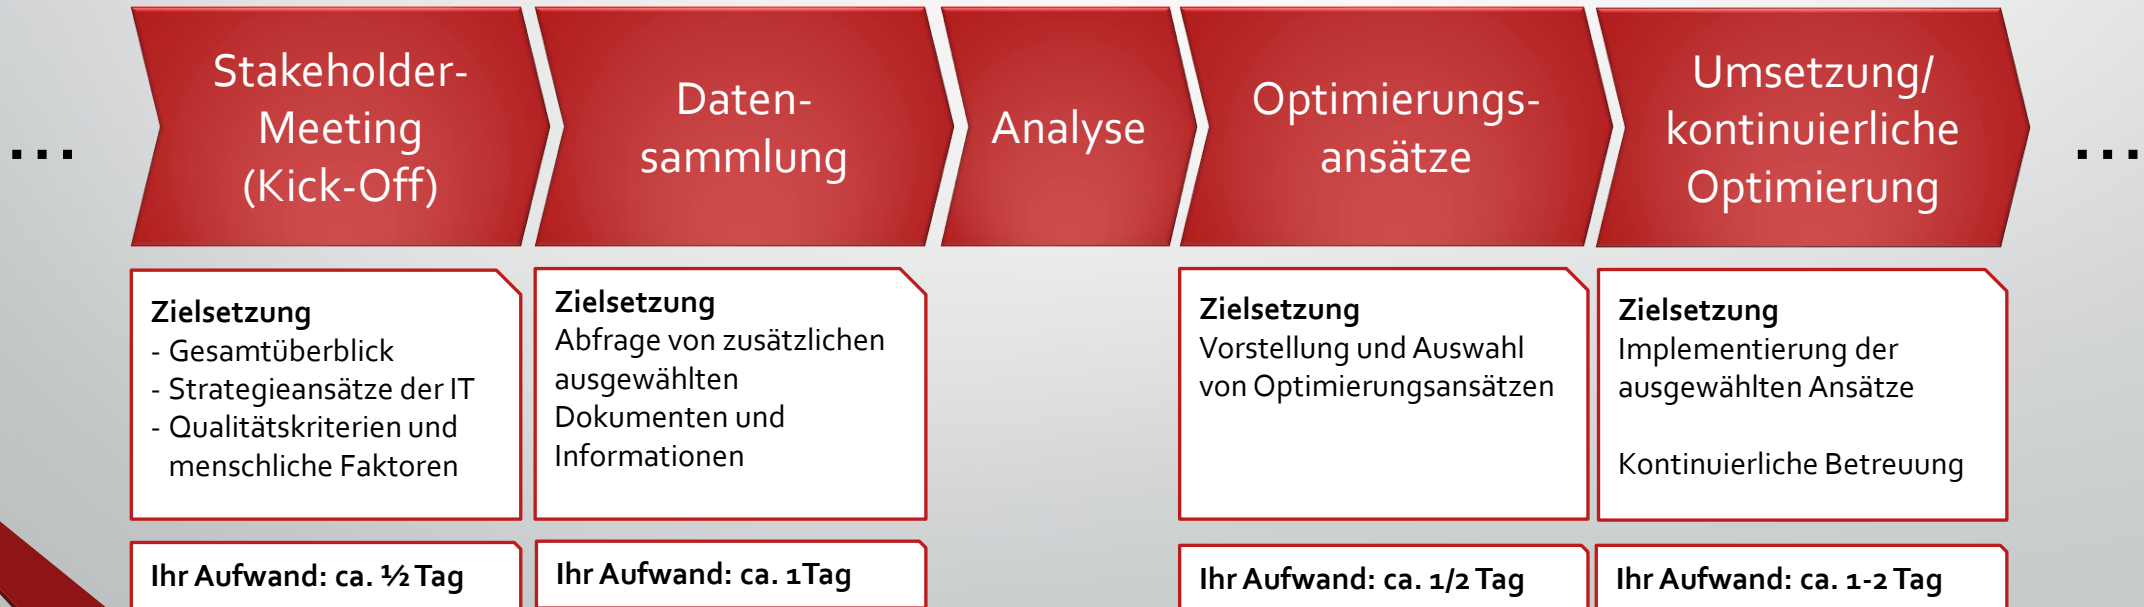 ...
Stakeholder-
Meeting
(Kick-Off)
Daten-
sammlung
Analyse
Optimierungs-
ansätze
Umsetzung/
kontinuierliche
Optimierung
...
Zielsetzung
- Gesamtüberblick
- Strategieansätze der IT
- Qualitätskriterien und
menschliche Faktoren
Zielsetzung
Abfrage von zusätzlichen
ausgewählten
Dokumenten und
Informationen
Zielsetzung
Vorstellung und Auswahl
von Optimierungsansätzen
Zielsetzung
Implementierung der
ausgewählten Ansätze
Kontinuierliche Betreuung
Ihr Aufwand: ca. ½ Tag
Ihr Aufwand: ca. 1Tag
Ihr Aufwand: ca. 1/2 Tag
Ihr Aufwand: ca. 1-2 Tag